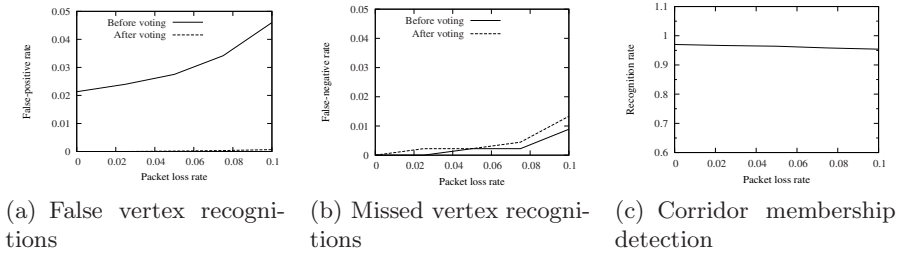 0.05
0.04
0.03
0.02
0.01
0
0
0.02
0.04
0.06
0.08
0.1
False-positive rate
Packet loss rate
Before voting
After voting
(a) False vertex recogni-
tions
0.05
0.04
0.03
0.02
0.01
0
0
0.02
0.04
0.06
0.08
0.1
False-negative rate
Packet loss rate
Before voting
After voting
(b) Missed vertex recogni-
tions
1.1
1
0.9
0.8
0.7
0.6
0
0.02
0.04
0.06
0.08
0.1
Recognition rate
Packet loss rate
(c) Corridor membership
detection